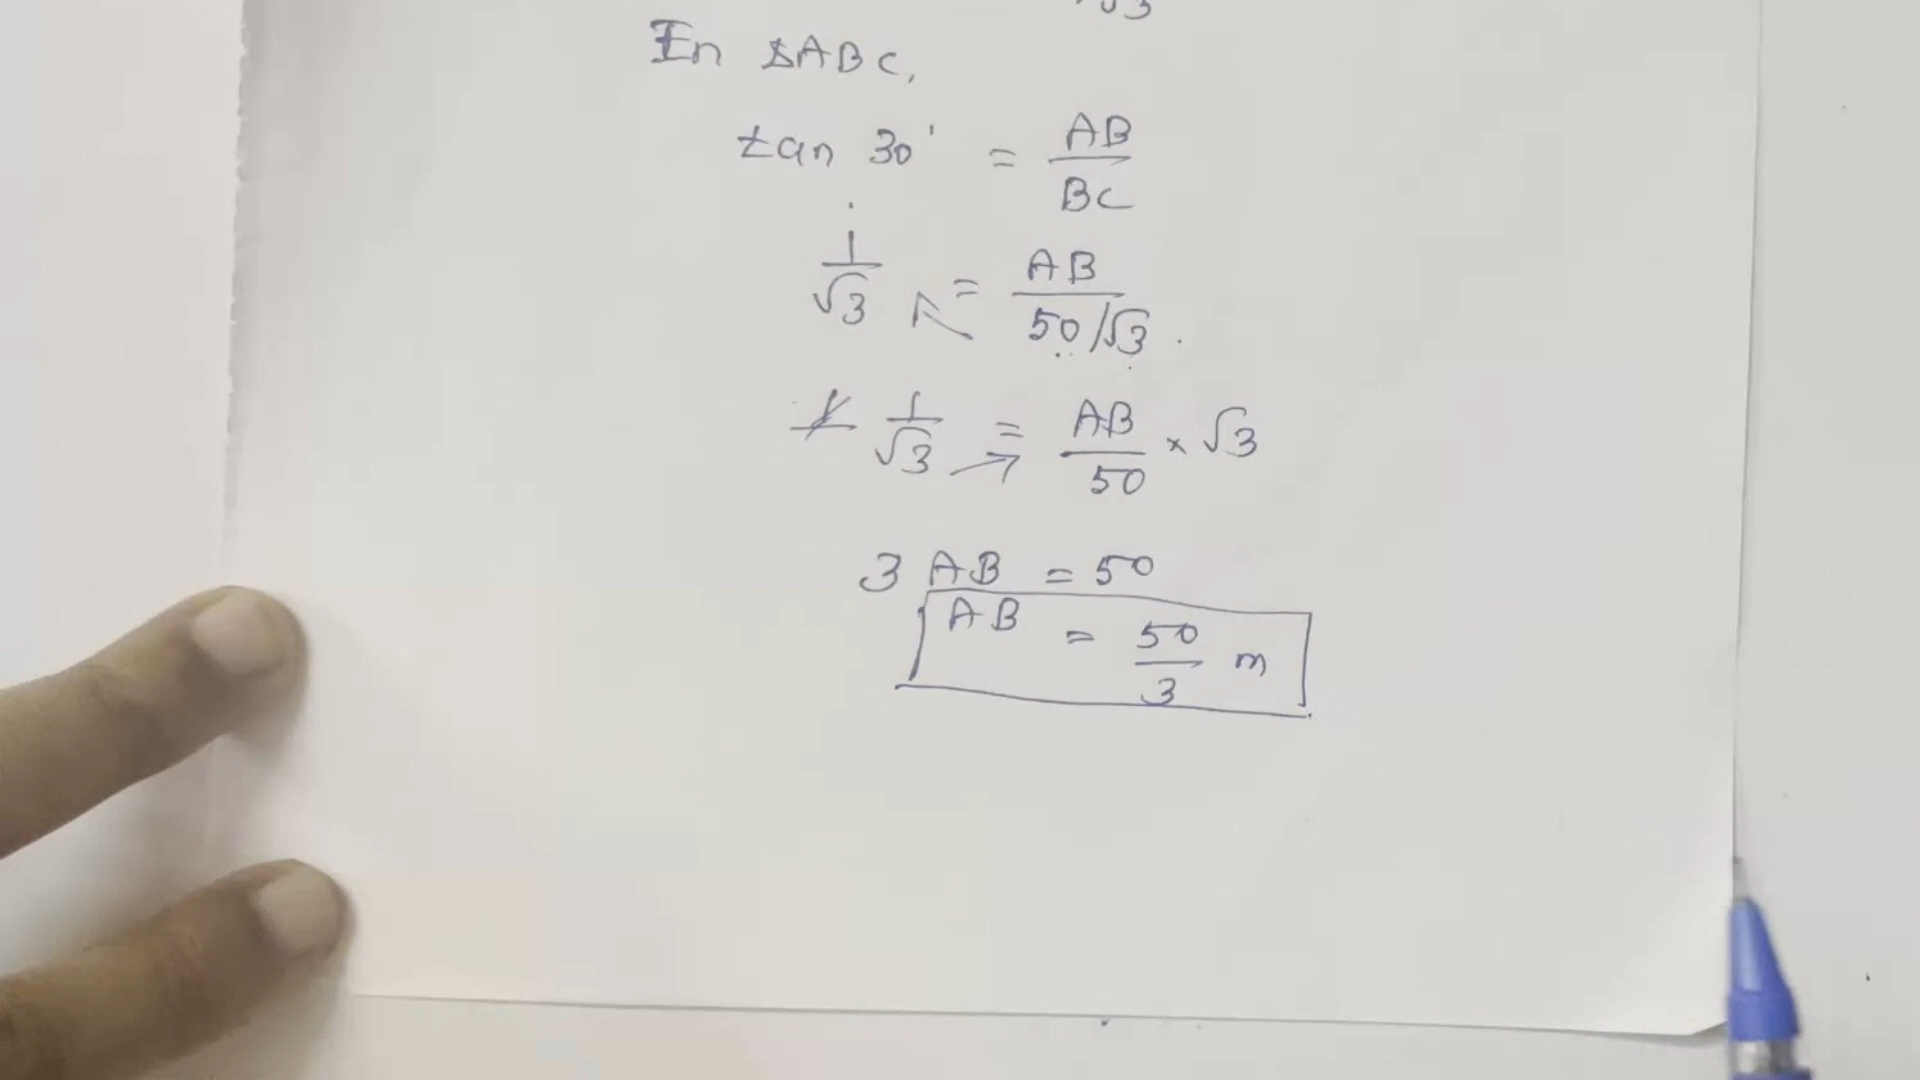 √3
In ΔABC,
tan 30° = AB/BC
1/√3 = AB/50/√3
1/√3 = AB/50 × √3
3 AB = 50
AB = 50/3 m